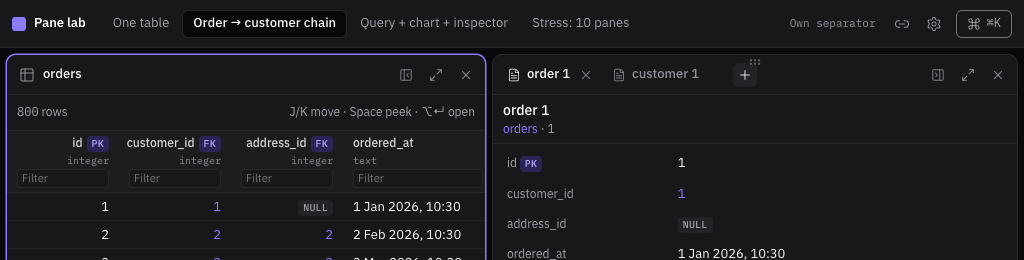 Pane lab One table Order → customer chain Query + chart + inspector Stress: 10 panes Own separator ⌘ ⌘K
orders
800 rows J/K move · Space peek · ⌥↵ open
id PK customer_id FK address_id FK ordered_at
integer integer integer text
Filter Filter Filter Filter
1 1 NULL 1 Jan 2026, 10:30
2 2 2 2 Feb 2026, 10:30
order 1 customer 1
order 1
orders · 1
id PK 1
customer_id 1
address_id NULL
ordered_at 1 Jan 2026, 10:30